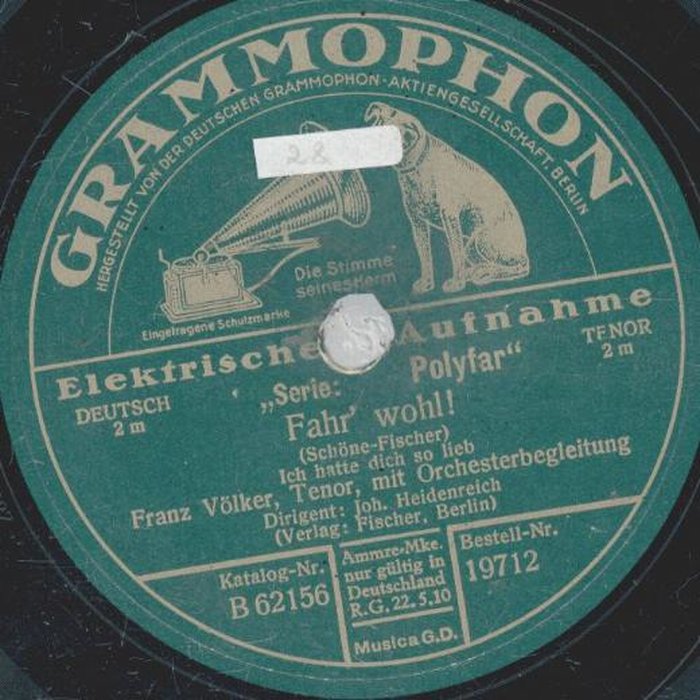 GRAMMOPHON
HERGESTELLT VON DER DEUTSCHEN GRAMMOPHON-AKTIENGESELLSCHAFT, BERLIN
28
Die Stimme
seines Herrn
Eingetragene Schutzmarke
Elektrische Aufnahme
DEUTSCH
2 m
„Serie: Polyfar“
TENOR
2 m
Fahr' wohl!
(Schöne-Fischer)
Ich hatte dich so lieb
Franz Völker, Tenor, mit Orchesterbegleitung
Dirigent: Joh. Heidenreich
(Verlag: Fischer, Berlin)
Katalog-Nr.
B 62156
Ammre-Mke.
nur gültig in
Deutschland
R.G. 22.5.10
Musica G.D.
Bestell-Nr.
19712